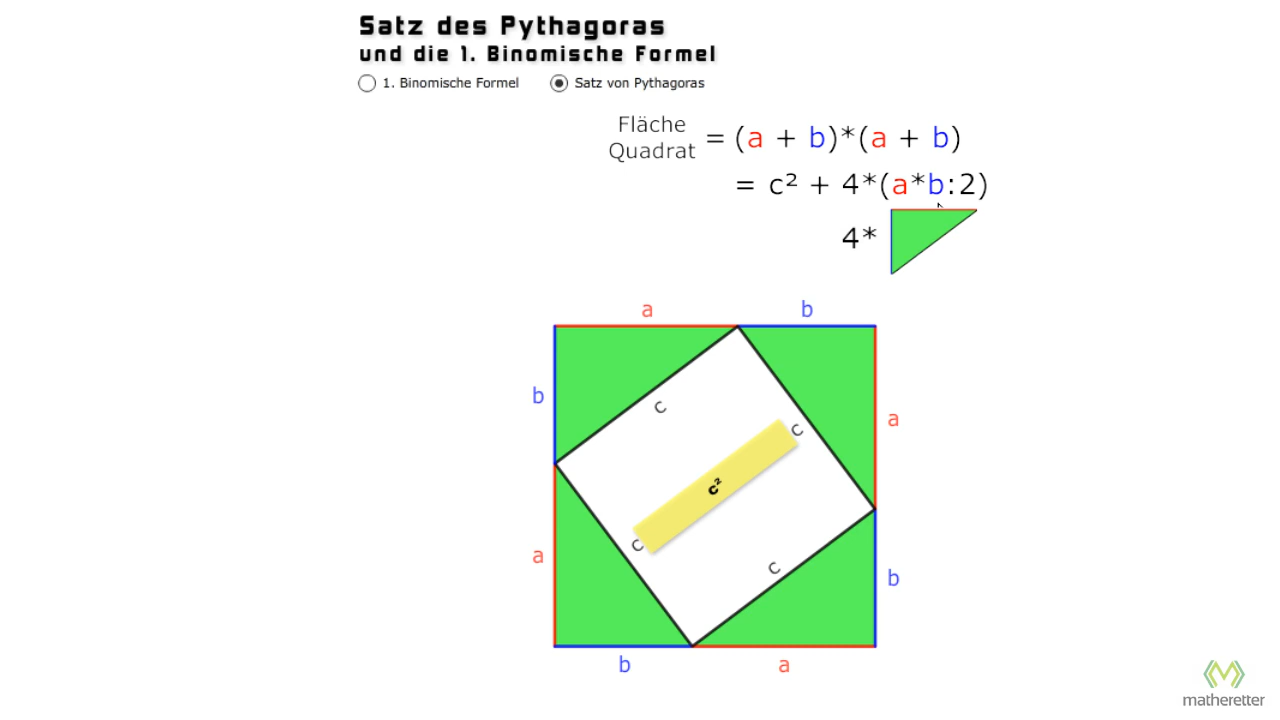 Satz des Pythagoras
und die 1. Binomische Formel
1. Binomische Formel
Satz von Pythagoras
Fläche
Quadrat
= (a + b)*(a + b)
= c² + 4*(a*b:2)
4*
a
b
b
c
c
a
c²
c
a
c
b
b
a
matheretter